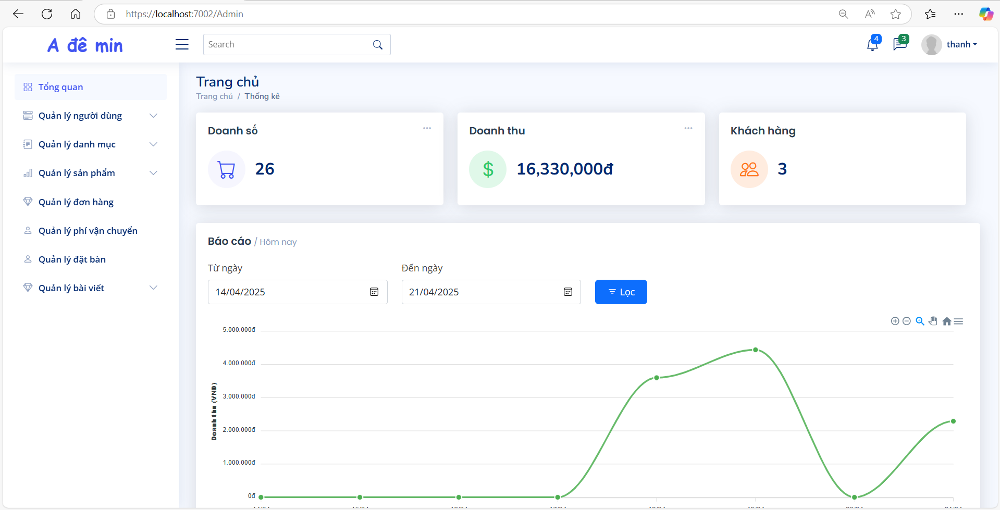 https://localhost:7002/Admin
A đê min
Search
4
3
thanh
Tổng quan
Quản lý người dùng
Quản lý danh mục
Quản lý sản phẩm
Quản lý đơn hàng
Quản lý phí vận chuyển
Quản lý đặt bàn
Quản lý bài viết
Trang chủ
Trang chủ / Thống kê
Doanh số
26
Doanh thu
$ 16,330,000đ
Khách hàng
3
Báo cáo / Hôm nay
Từ ngày
14/04/2025
Đến ngày
21/04/2025
Lọc
5.000.000đ
4.000.000đ
3.000.000đ
2.000.000đ
1.000.000đ
0đ
Doanh thu (VNĐ)